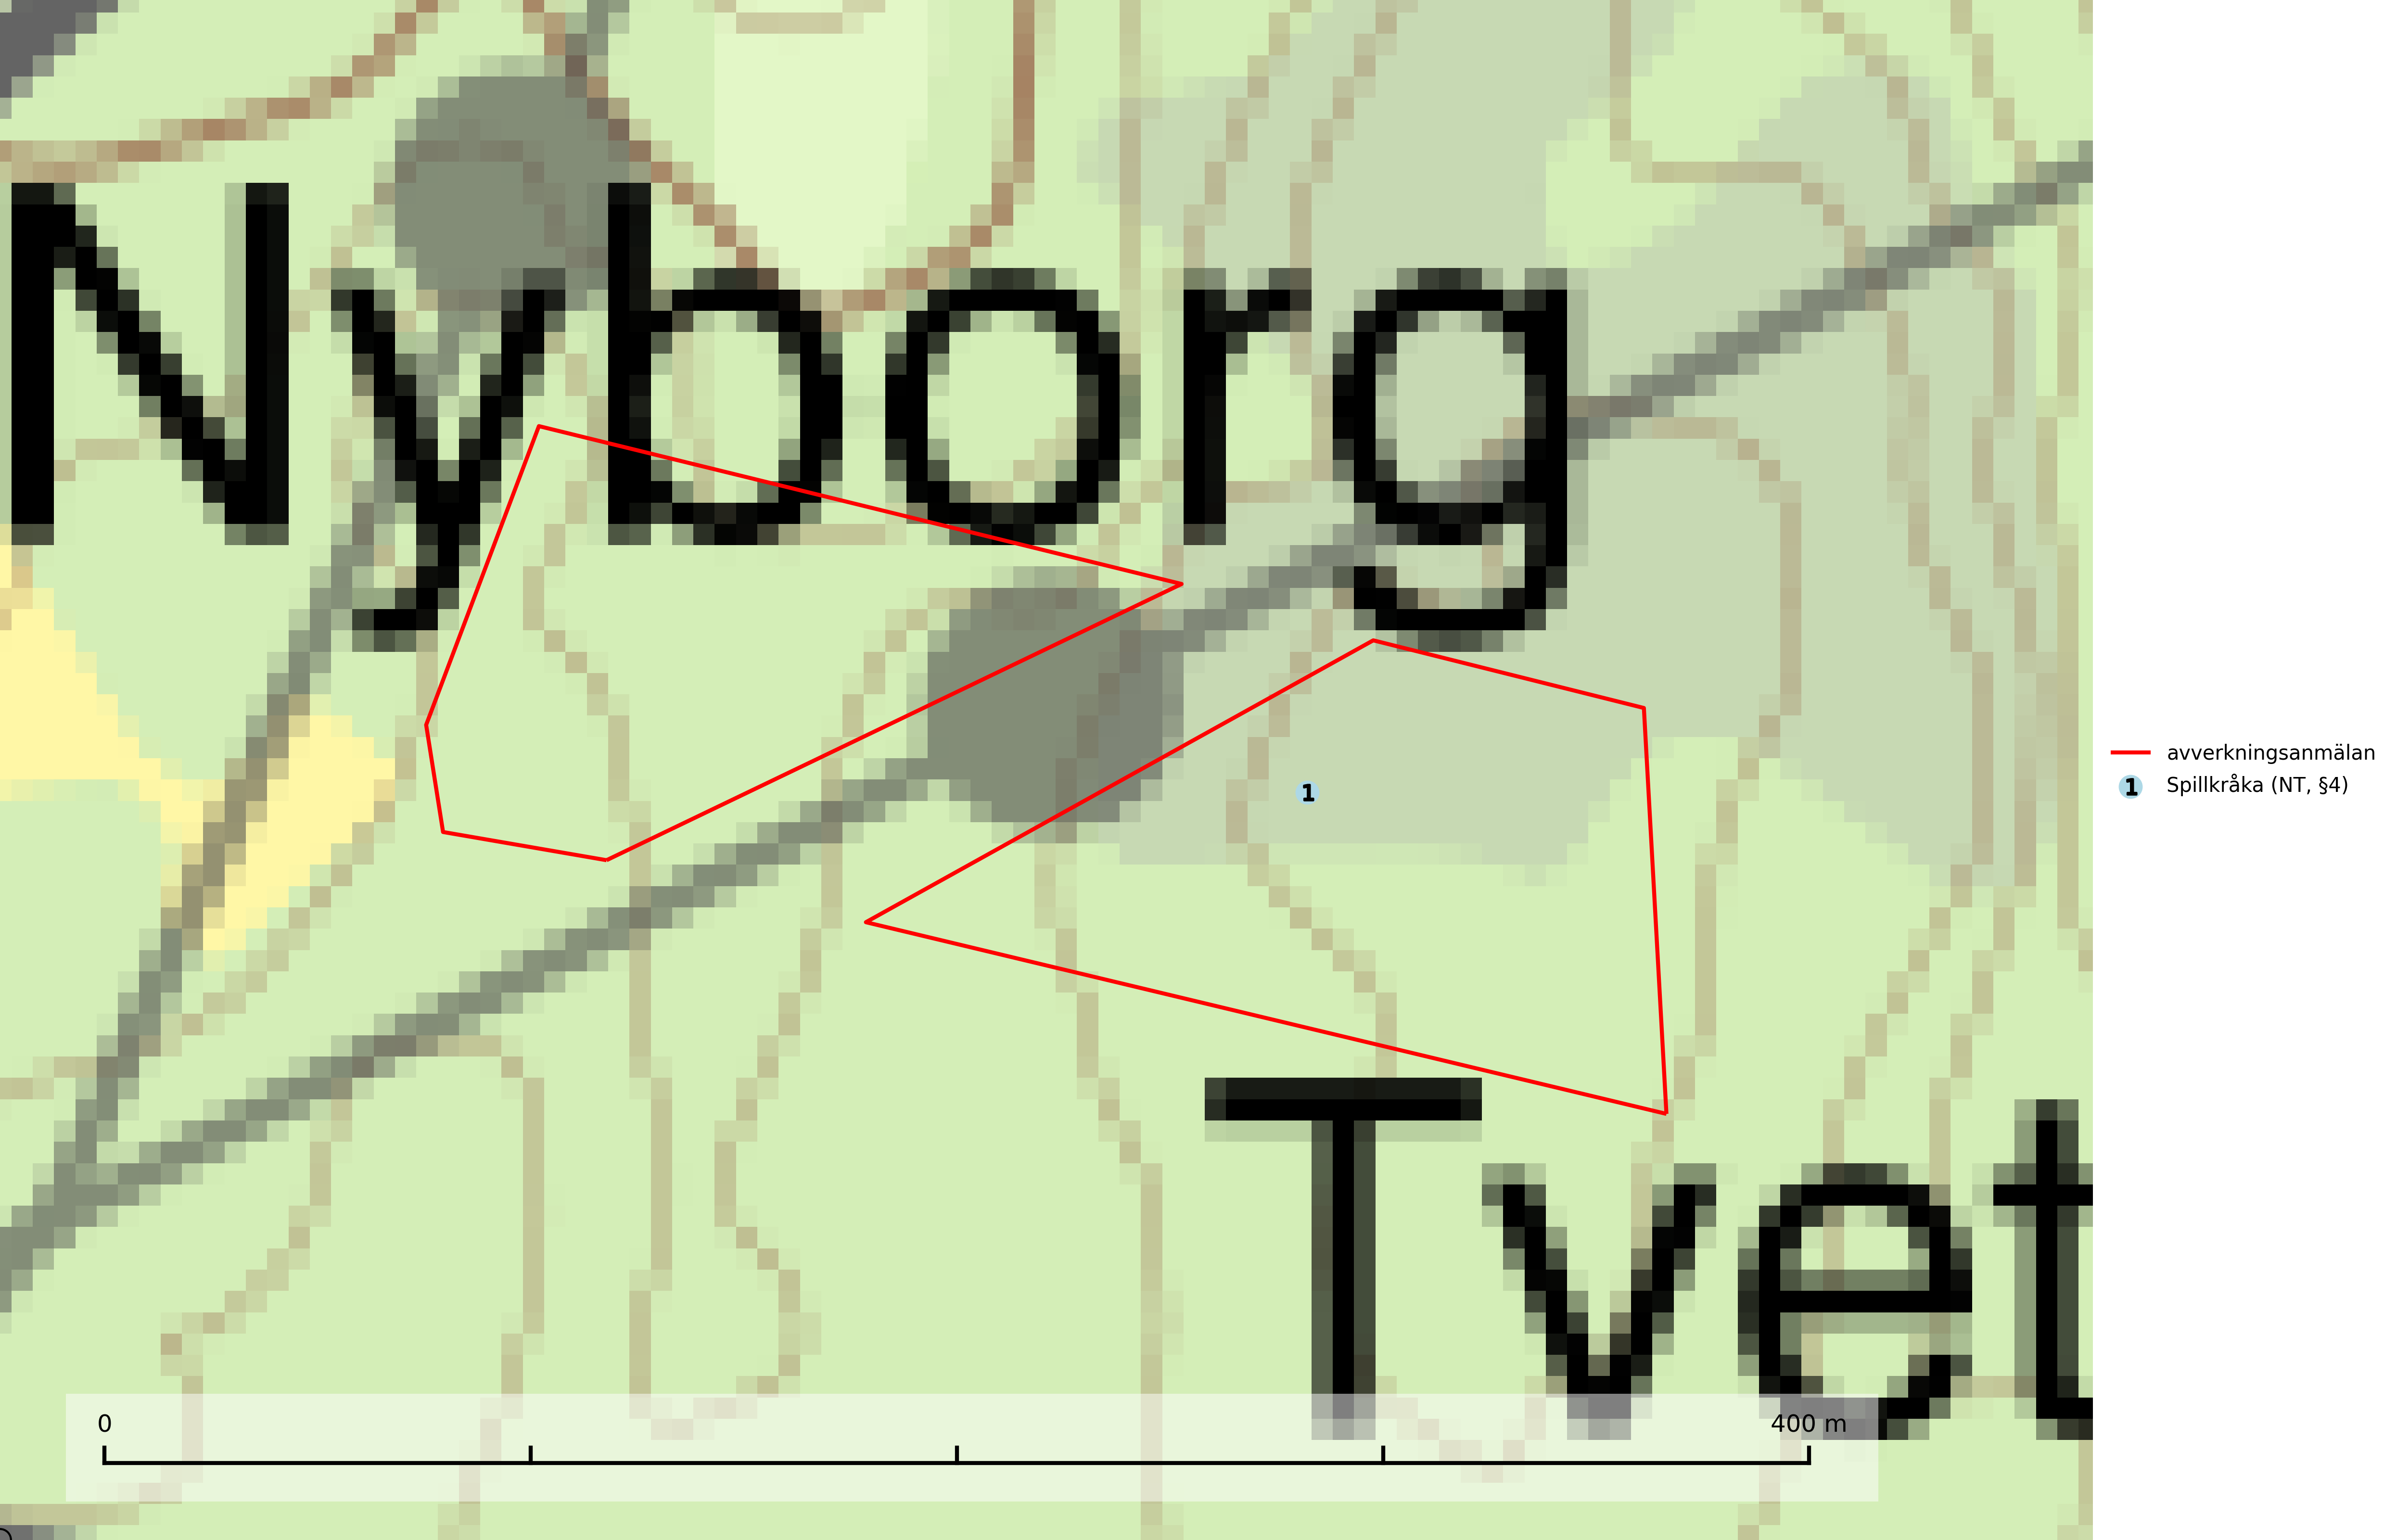 Nyborg
avverkningsanmälan
1 Spillkråka (NT, §4)
1
Tvet
0 400 m